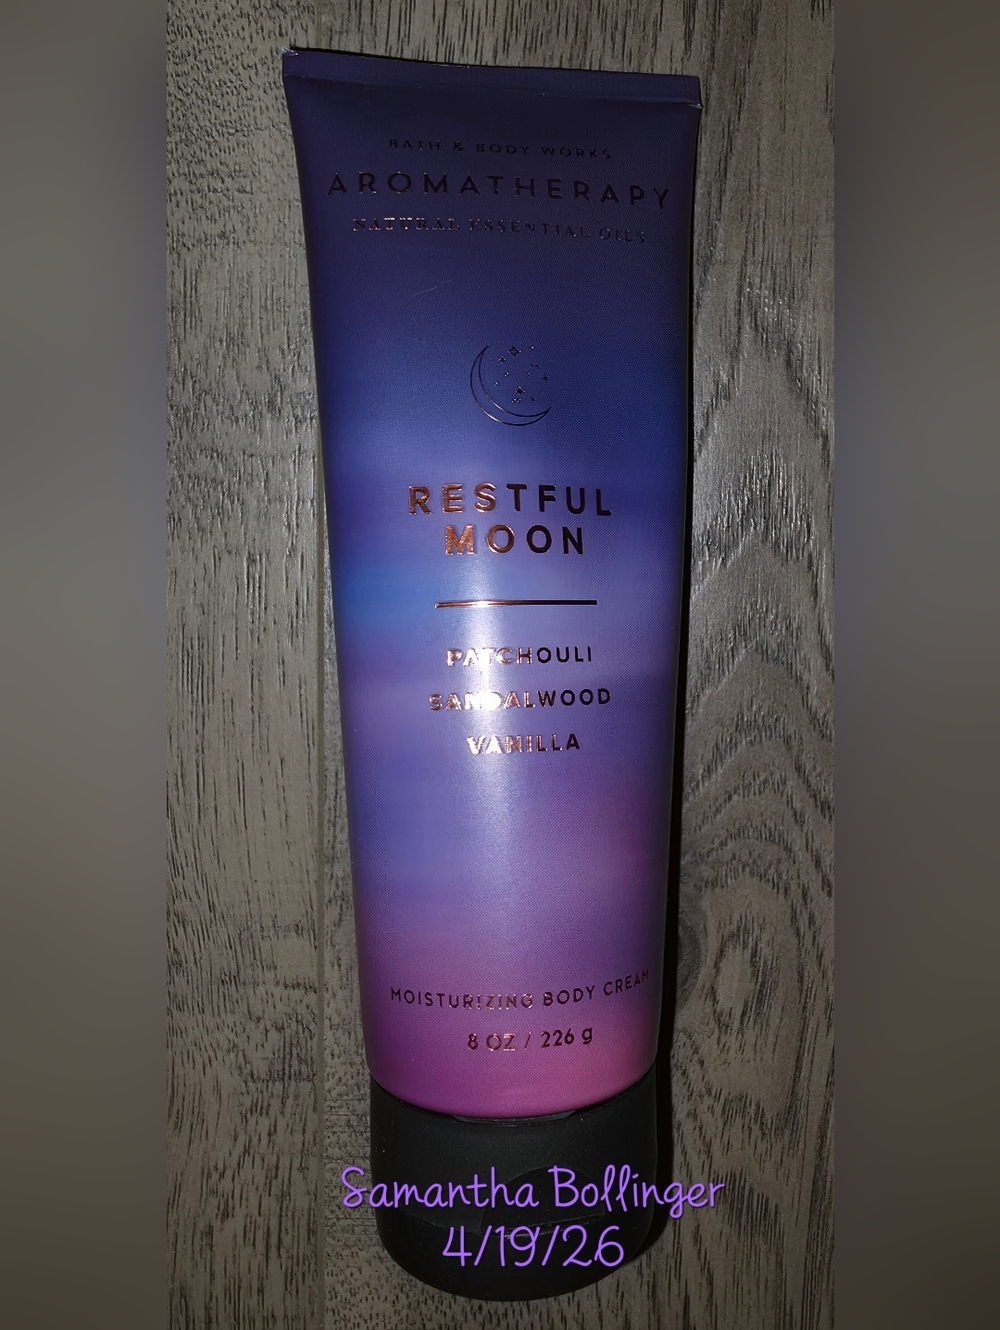 BATH & BODY WORKS
AROMATHERAPY
NATURAL ESSENTIAL OILS
RESTFUL
MOON
PATCHOULI
SANDALWOOD
VANILLA
MOISTURIZING BODY CREAM
8 OZ / 226 g
Samantha Bollinger
4/19/26